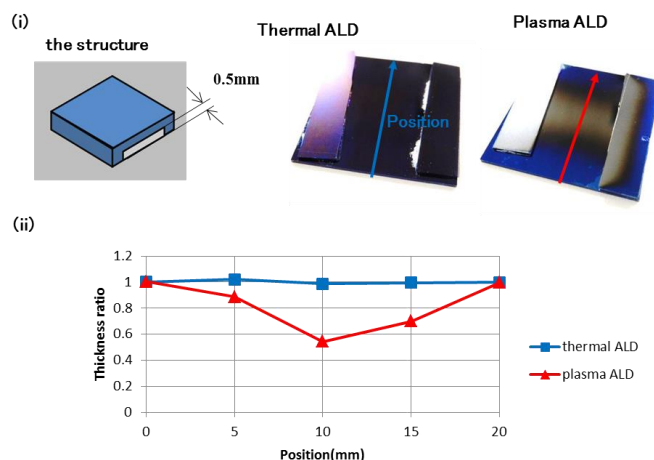 (i)
the structure
0.5mm
Thermal ALD
Position
Plasma ALD
(ii)
Thickness ratio
1.2
1
0.8
0.6
0.4
0.2
0
0 5 10 15 20
Position(mm)
thermal ALD
plasma ALD